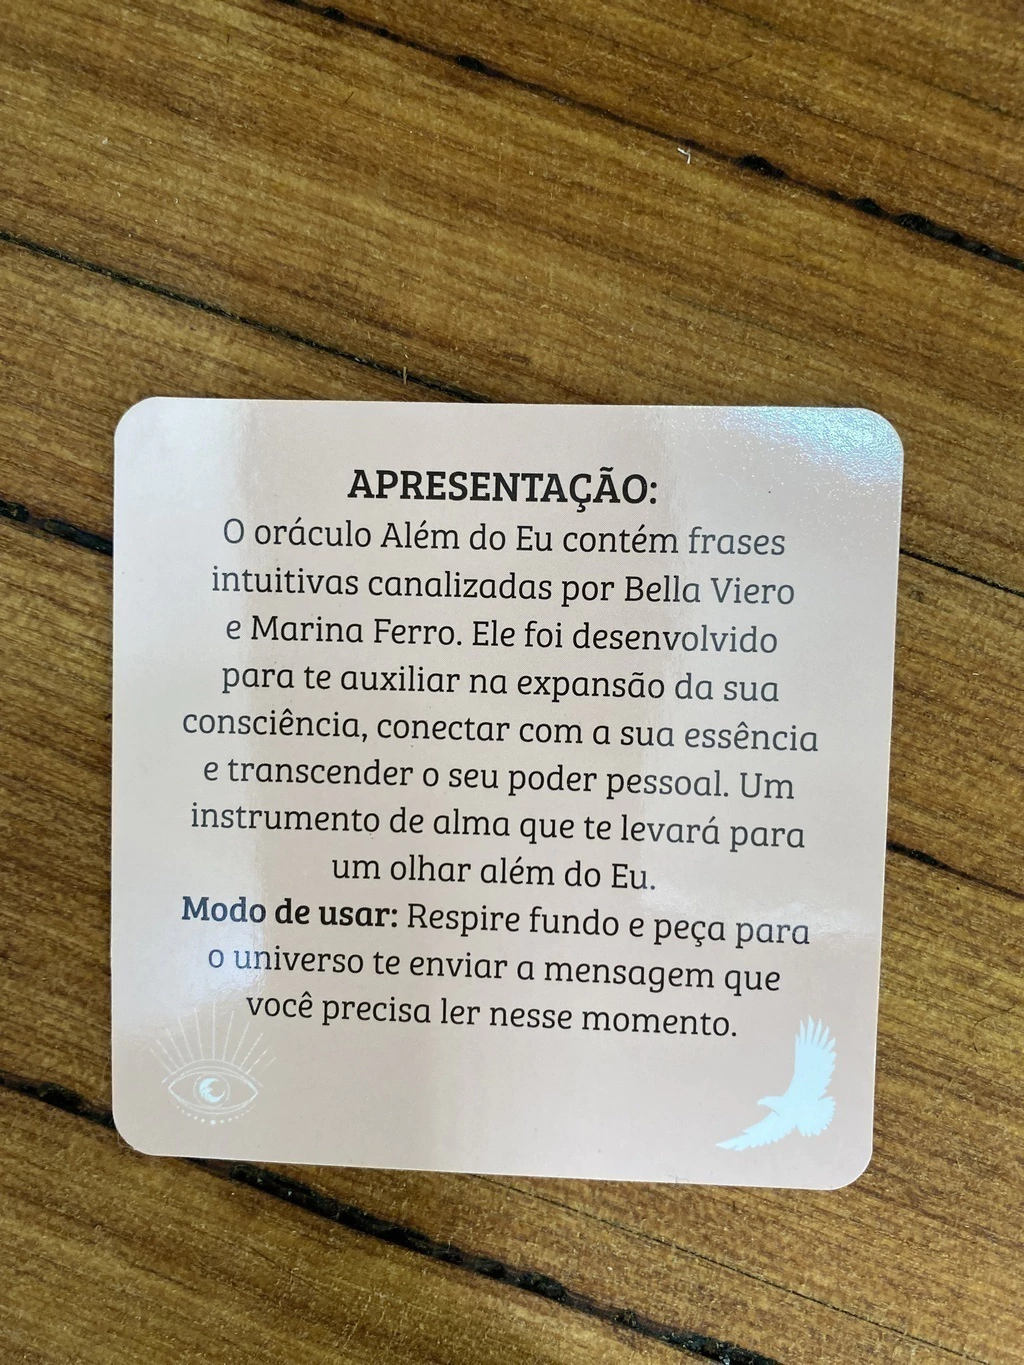 APRESENTAÇÃO:
O oráculo Além do Eu contém frases
intuitivas canalizadas por Bella Viero
e Marina Ferro. Ele foi desenvolvido
para te auxiliar na expansão da sua
consciência, conectar com a sua essência
e transcender o seu poder pessoal. Um
instrumento de alma que te levará para
um olhar além do Eu.
Modo de usar: Respire fundo e peça para
o universo te enviar a mensagem que
você precisa ler nesse momento.